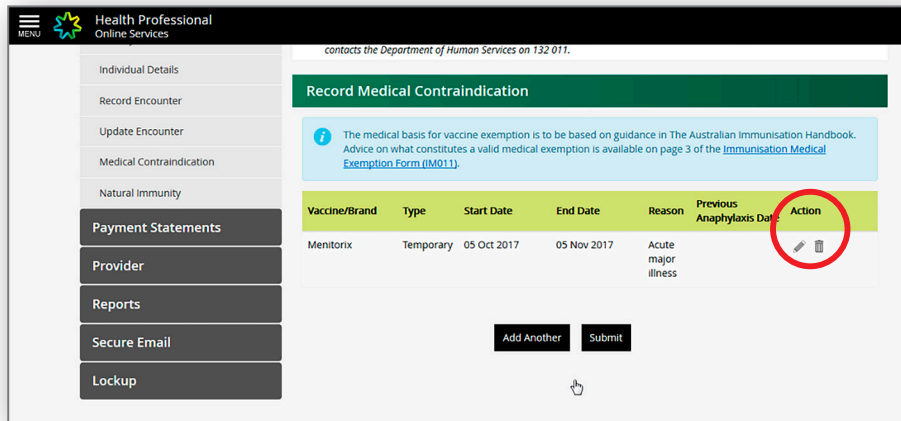 MENU
Health Professional
Online Services
contacts the Department of Human Services on 132 011.
Individual Details
Record Encounter
Update Encounter
Medical Contraindication
Natural Immunity
Payment Statements
Provider
Reports
Secure Email
Lockup
Record Medical Contraindication
The medical basis for vaccine exemption is to be based on guidance in The Australian Immunisation Handbook.
Advice on what constitutes a valid medical exemption is available on page 3 of the Immunisation Medical
Exemption Form (IM011).
Vaccine/Brand Type Start Date End Date Reason Previous Anaphylaxis Date Action
Menitorix Temporary 05 Oct 2017 05 Nov 2017 Acute
major
illness
Add Another Submit